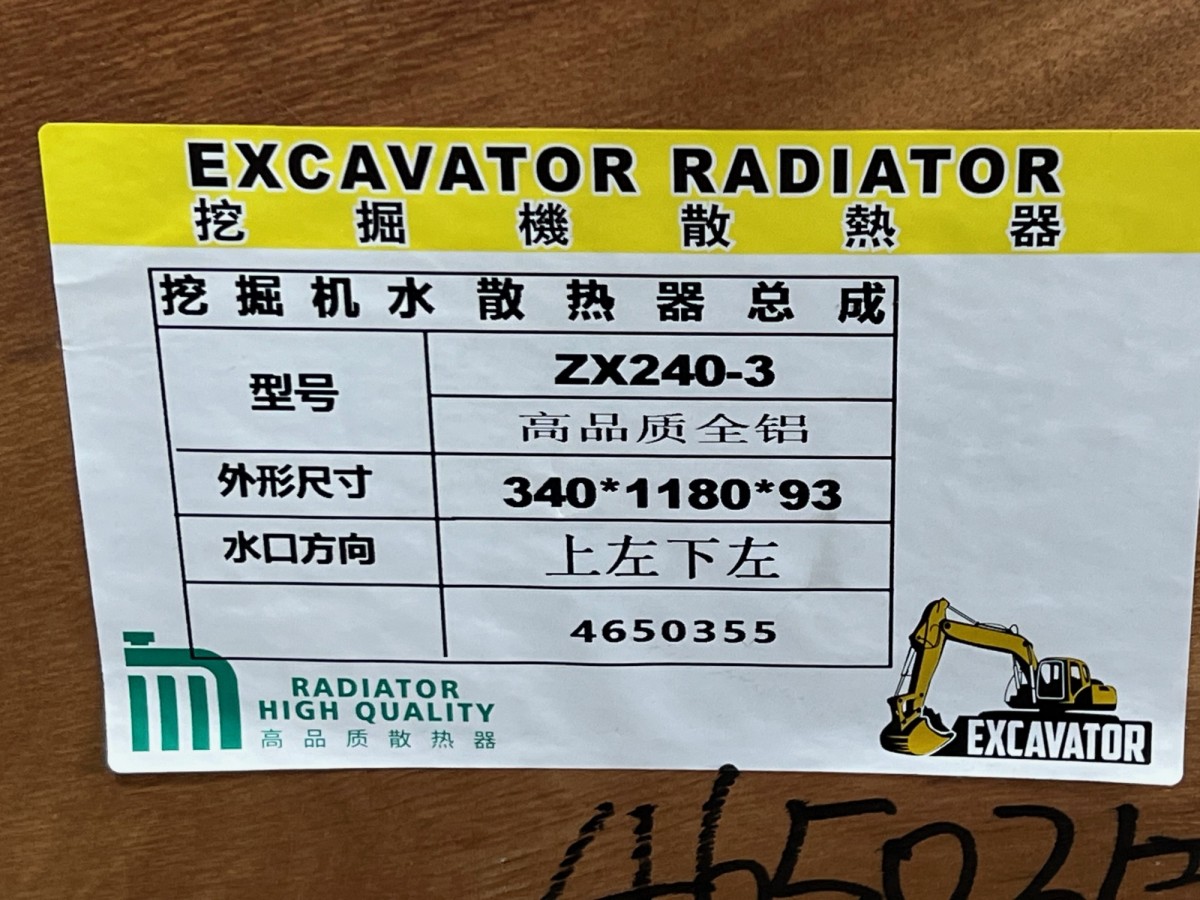 EXCAVATOR RADIATOR
挖掘機散熱器
挖掘机水散热器总成
型号
ZX240-3
高品质全铝
外形尺寸
340*1180*93
水口方向
上左下左
4650355
RADIATOR
HIGH QUALITY
高品质散热器
EXCAVATOR